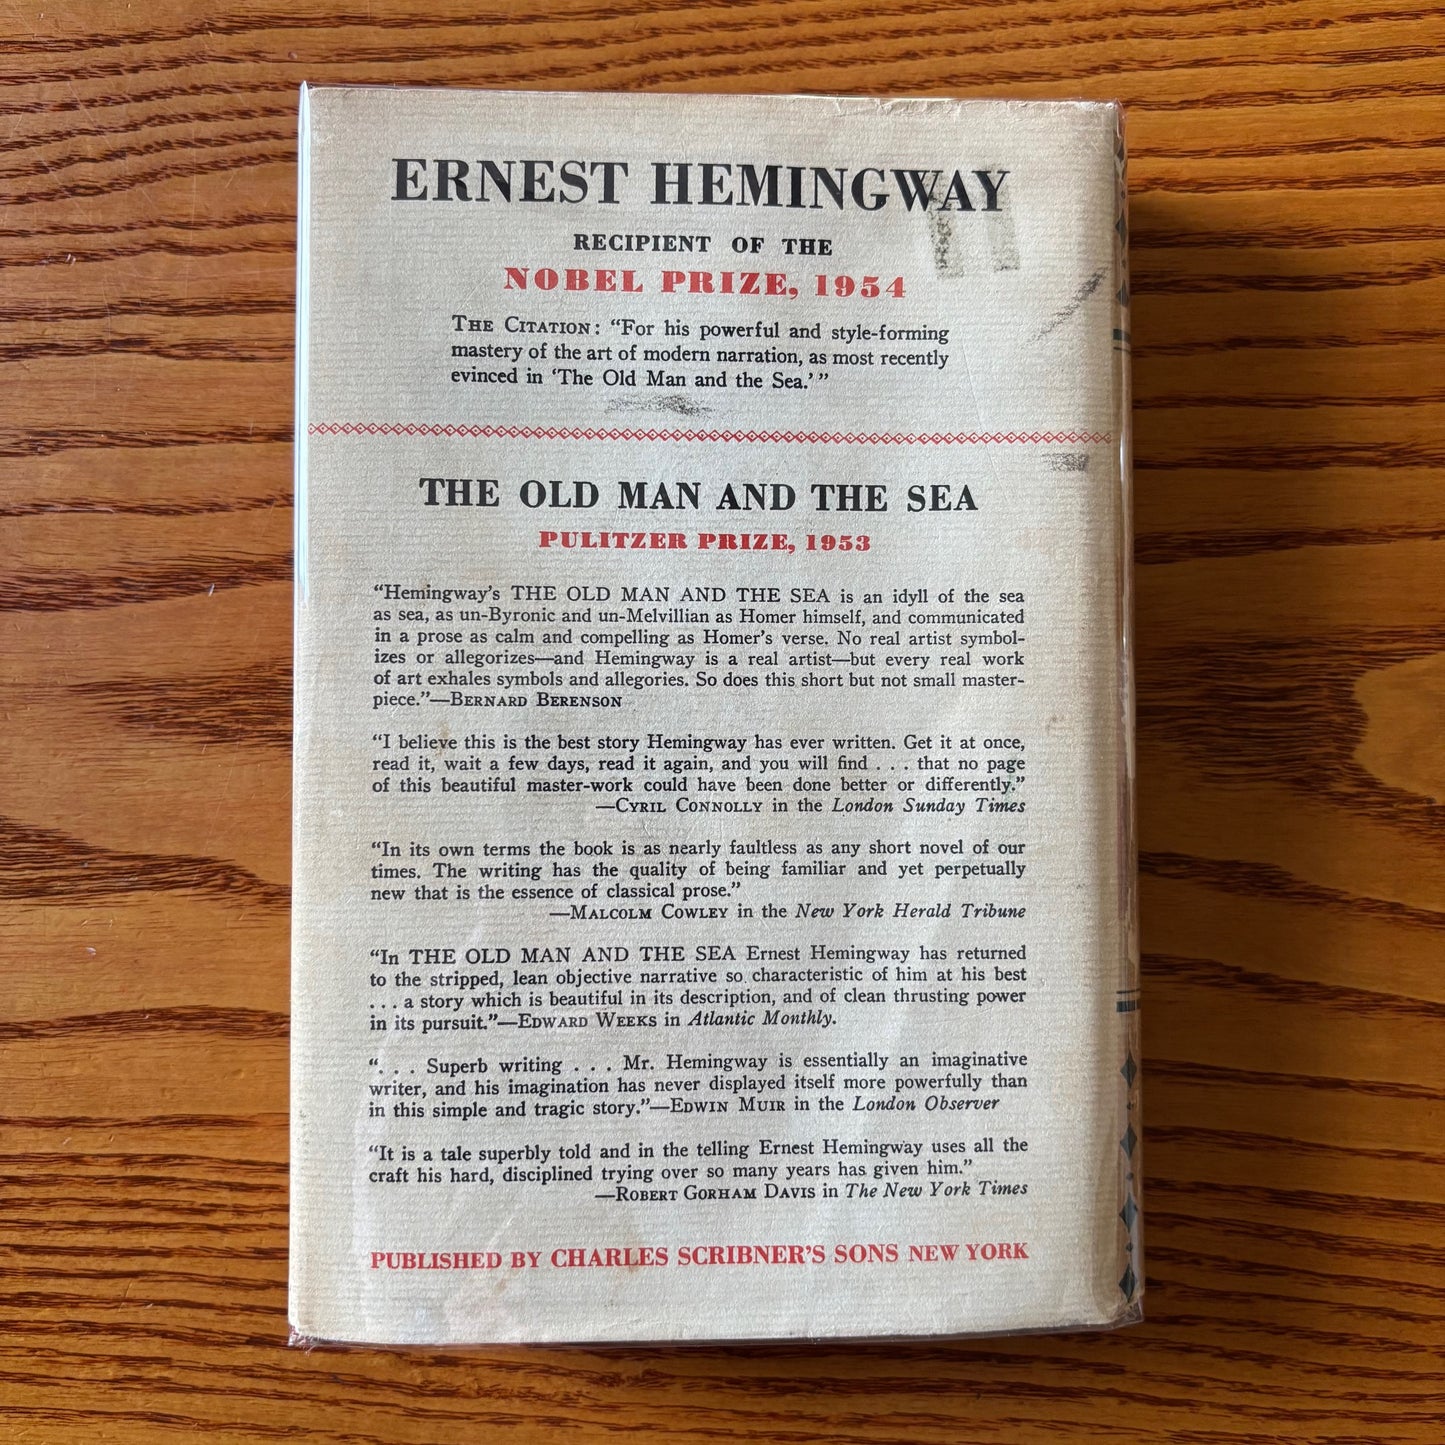 ERNEST HEMINGWAY
RECIPIENT OF THE
NOBEL PRIZE, 1954
THE CITATION: “For his powerful and style-forming
mastery of the art of modern narration, as most recently
evinced in ‘The Old Man and the Sea.’ ”
THE OLD MAN AND THE SEA
PULITZER PRIZE, 1953
“Hemingway’s THE OLD MAN AND THE SEA is an idyll of the sea
as sea, as un-Byronic and un-Melvillian as Homer himself, and communicated
in a prose as calm and compelling as Homer’s verse. No real artist symbol-
izes or allegorizes—and Hemingway is a real artist—but every real work
of art exhales symbols and allegories. So does this short but not small master-
piece.”—BERNARD BERENSON
“I believe this is the best story Hemingway has ever written. Get it at once,
read it, wait a few days, read it again, and you will find . . . that no page
of this beautiful master-work could have been done better or differently.”
—CYRIL CONNOLLY in the London Sunday Times
“In its own terms the book is as nearly faultless as any short novel of our
times. The writing has the quality of being familiar and yet perpetually
new that is the essence of classical prose.”
—MALCOLM COWLEY in the New York Herald Tribune
“In THE OLD MAN AND THE SEA Ernest Hemingway has returned
to the stripped, lean objective narrative so characteristic of him at his best
. . . a story which is beautiful in its description, and of clean thrusting power
in its pursuit.”—EDWARD WEEKS in Atlantic Monthly.
“. . . Superb writing . . . Mr. Hemingway is essentially an imaginative
writer, and his imagination has never displayed itself more powerfully than
in this simple and tragic story.”—EDWIN MUIR in the London Observer
“It is a tale superbly told and in the telling Ernest Hemingway uses all the
craft his hard, disciplined trying over so many years has given him.”
—ROBERT GORHAM DAVIS in The New York Times
PUBLISHED BY CHARLES SCRIBNER’S SONS NEW YORK